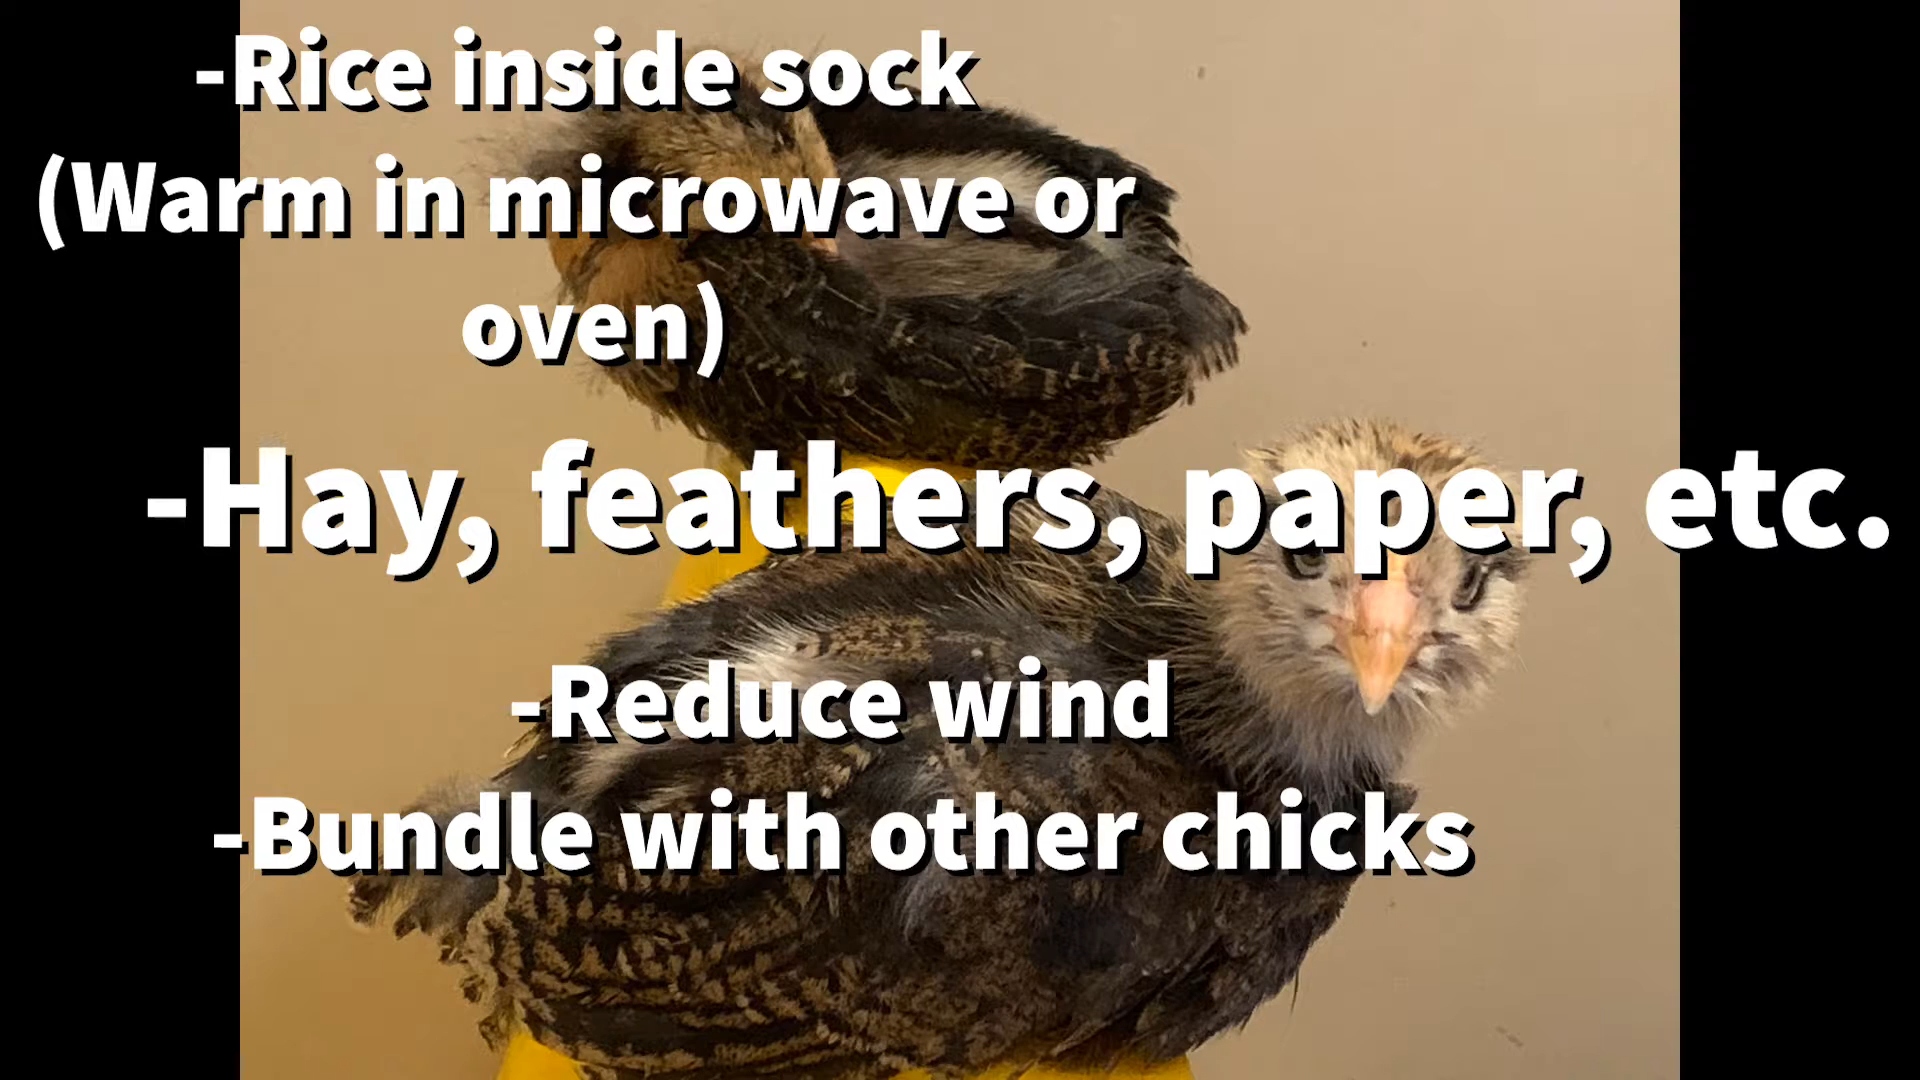 -Rice inside sock
(Warm in microwave or
oven)
-Hay, feathers, paper, etc.
-Reduce wind
-Bundle with other chicks